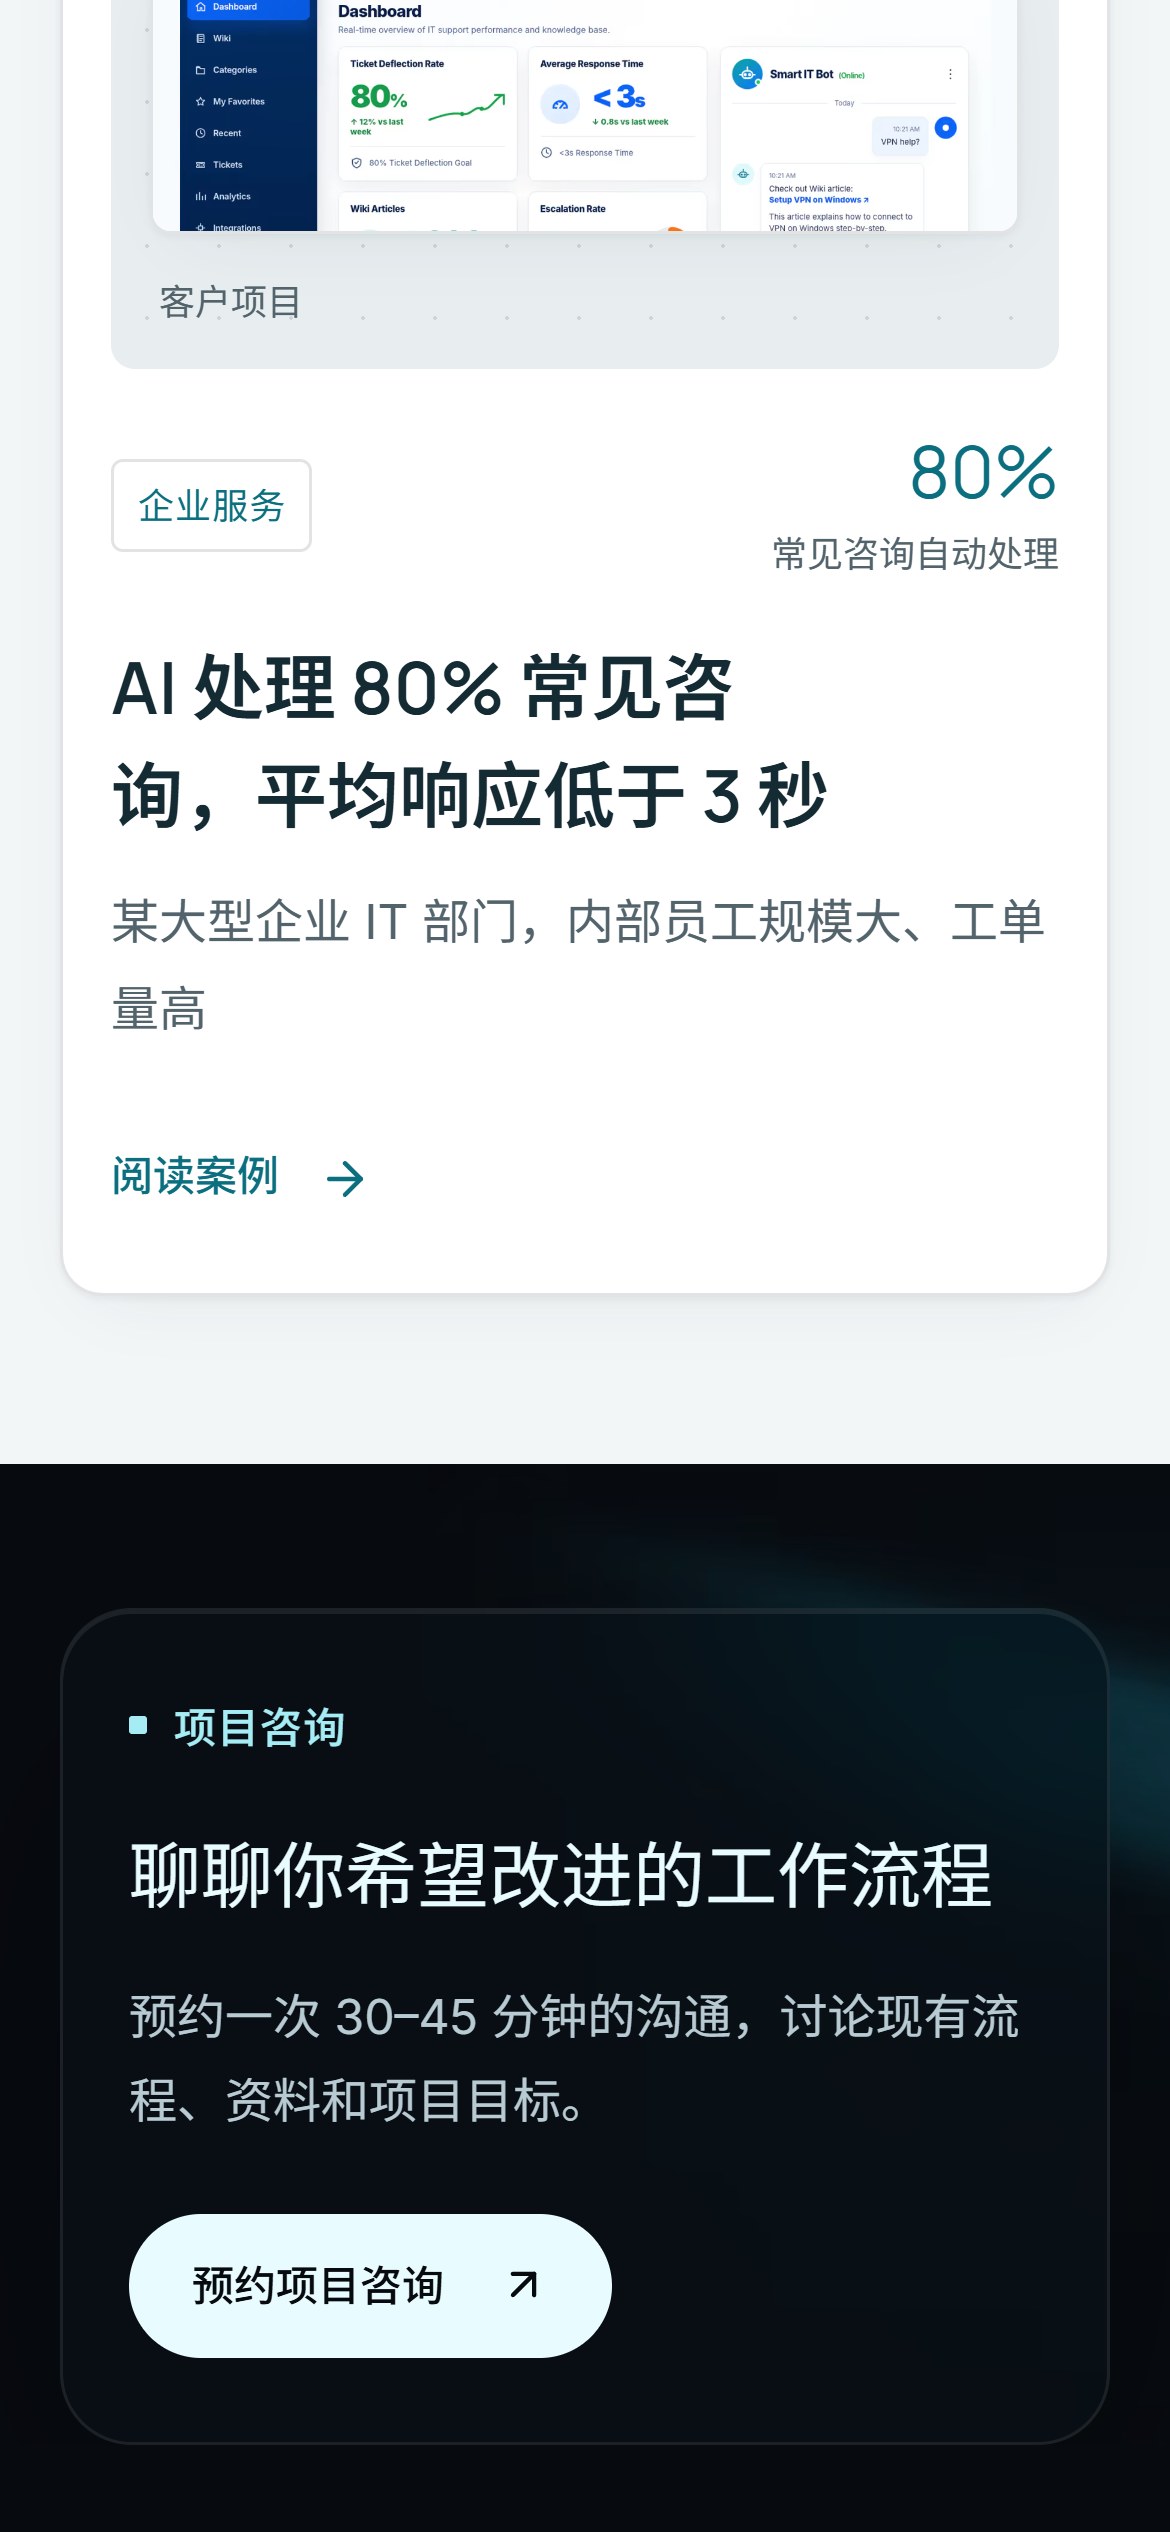 Dashboard
Dashboard
Real-time overview of IT support performance and knowledge base.
Wiki
Categories
My Favorites
Recent
Tickets
Analytics
Integrations
Ticket Deflection Rate
80%
↑ 12% vs last
week
80% Ticket Deflection Goal
Average Response Time
< 3s
↓ 0.8s vs last week
<3s Response Time
Wiki Articles
Escalation Rate
Smart IT Bot (Online)
Today
10:21 AM
VPN help?
10:21 AM
Check out Wiki article:
Setup VPN on Windows ↗
This article explains how to connect to
VPN on Windows step-by-step.
客户项目
企业服务
80%
常见咨询自动处理
AI 处理 80% 常见咨
询，平均响应低于 3 秒
某大型企业 IT 部门，内部员工规模大、工单
量高
阅读案例 →
项目咨询
聊聊你希望改进的工作流程
预约一次 30–45 分钟的沟通，讨论现有流
程、资料和项目目标。
预约项目咨询 ↗